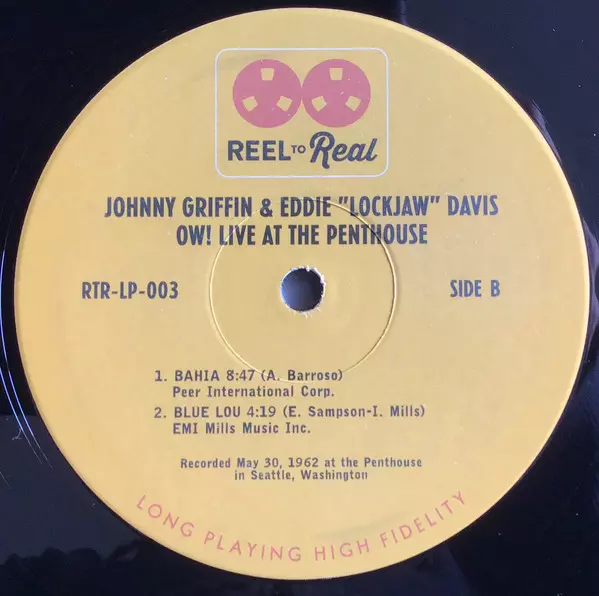 REEL TO Real
JOHNNY GRIFFIN & EDDIE "LOCKJAW" DAVIS
OW! LIVE AT THE PENTHOUSE
RTR-LP-003
SIDE B
1. BAHIA 8:47 (A. Barroso)
Peer International Corp.
2. BLUE LOU 4:19 (E. Sampson-I. Mills)
EMI Mills Music Inc.
Recorded May 30, 1962 at the Penthouse
in Seattle, Washington
LONG PLAYING HIGH FIDELITY